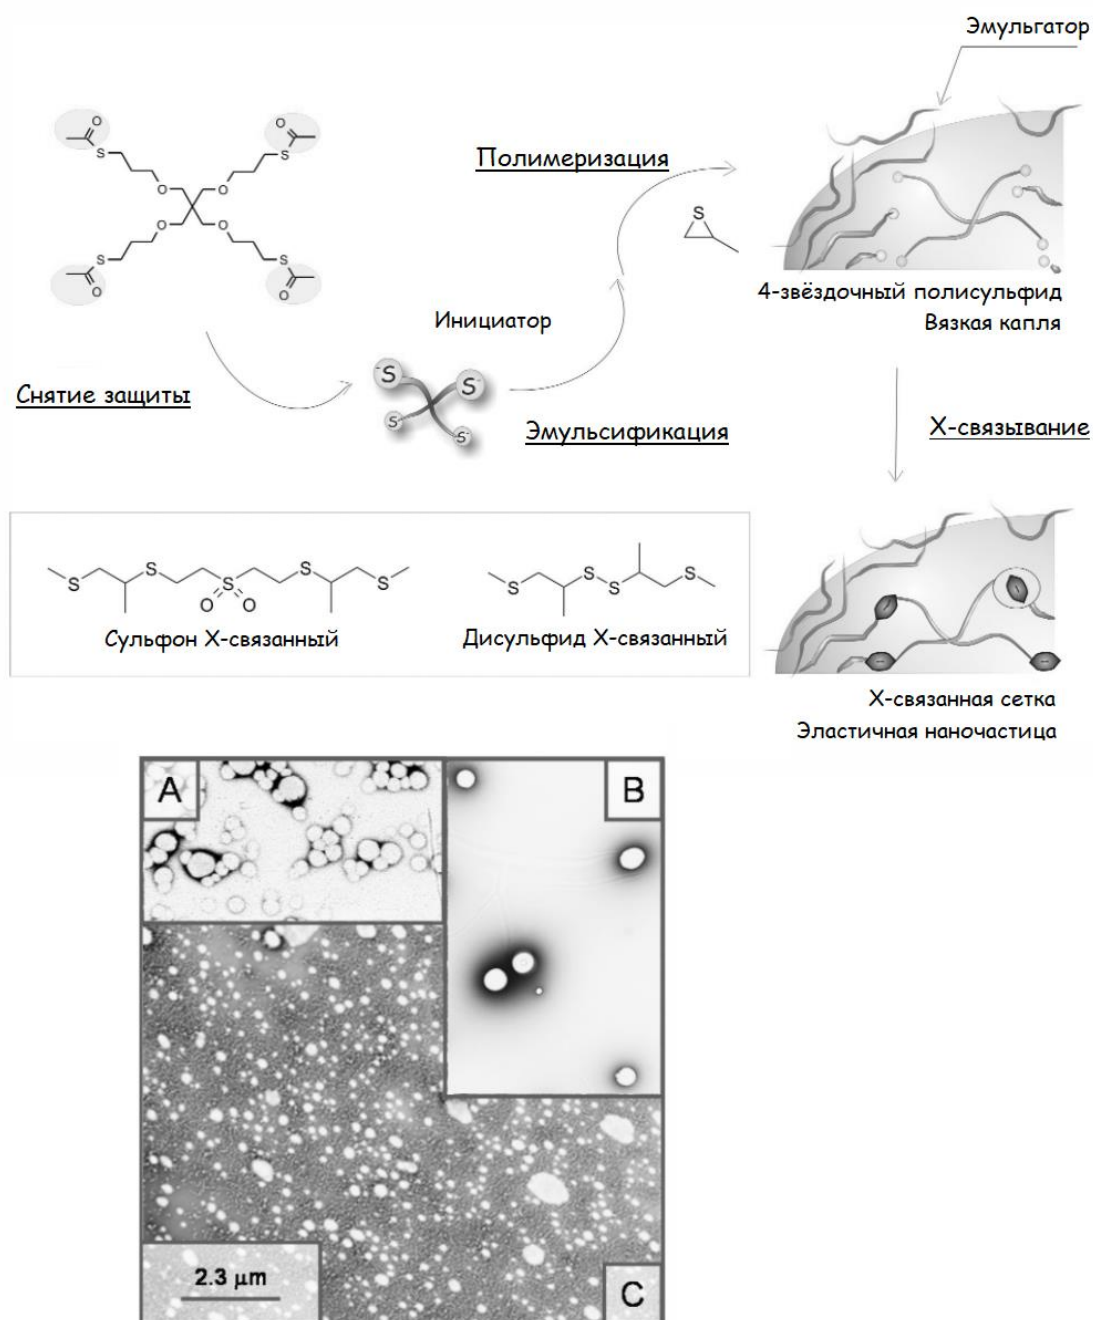 Эмульгатор
O
O
S
S
O
O
O
O
S
S
O
O
Полимеризация
S
4-звёздочный полисульфид
Вязкая капля
Инициатор
Снятие защиты
-S
S-
S-
S-
Эмульсификация
Х-связывание
S
S
S
S
S
O
O
S
S
S
S
Сульфон Х-связанный
Дисульфид Х-связанный
Х-связанная сетка
Эластичная наночастица
A
B
2.3 μm
C